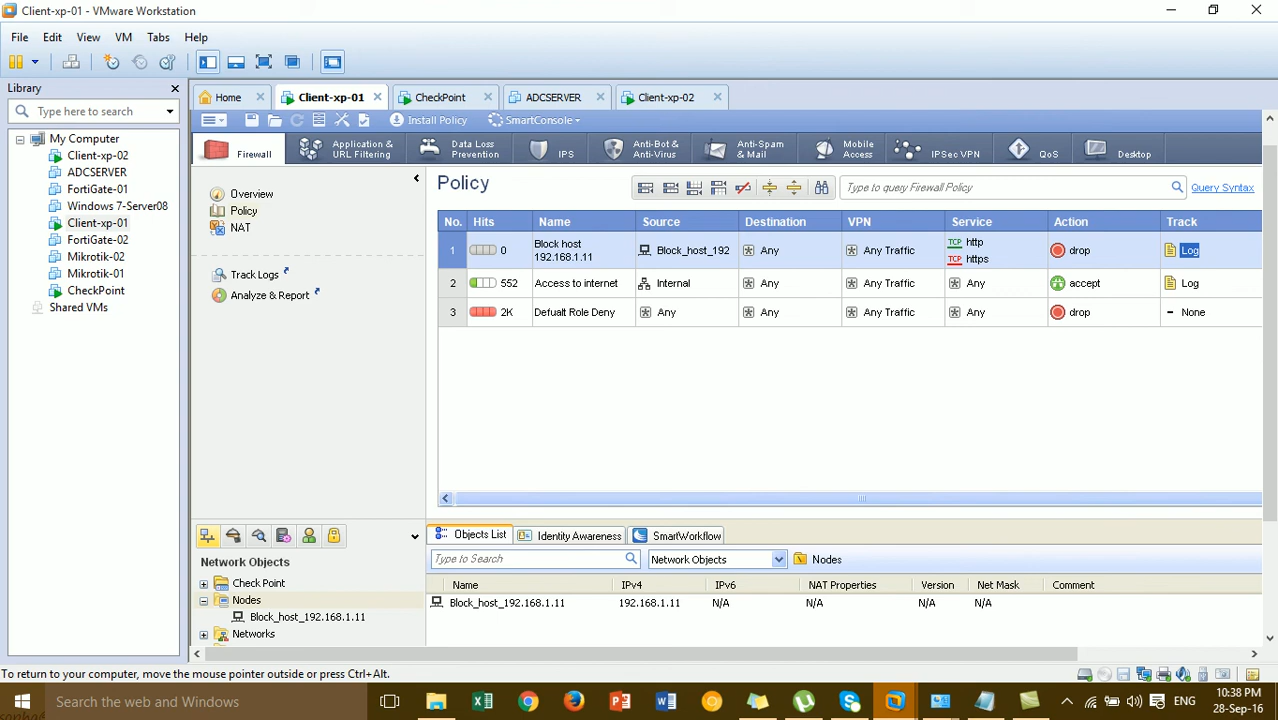 Client-xp-01 - VMware Workstation
File Edit View VM Tabs Help
Library
Type here to search
My Computer
Client-xp-02
ADCSERVER
FortiGate-01
Windows 7-Server08
Client-xp-01
FortiGate-02
Mikrotik-02
Mikrotik-01
CheckPoint
Shared VMs
Home Client-xp-01 CheckPoint ADCSERVER Client-xp-02
Install Policy SmartConsole
Firewall
Application & URL Filtering
Data Loss Prevention
IPS
Anti-Bot & Anti-Virus
Anti-Spam & Mail
Mobile Access
IPSec VPN
QoS
Desktop
Overview
Policy
NAT
Track Logs
Analyze & Report
Policy
Type to query Firewall Policy
Query Syntax
No. Hits Name Source Destination VPN Service Action Track
1 0 Block host 192.168.1.11 Block_host_192 Any Any Traffic TCP http TCP https drop Log
2 552 Access to internet Internal Any Any Traffic Any accept Log
3 2K Defualt Role Deny Any Any Any Traffic Any drop None
Network Objects
Check Point
Nodes
Block_host_192.168.1.11
Networks
Objects List Identity Awareness SmartWorkflow
Type to Search Network Objects Nodes
Name IPv4 IPv6 NAT Properties Version Net Mask Comment
Block_host_192.168.1.11 192.168.1.11 N/A N/A N/A N/A
To return to your computer, move the mouse pointer outside or press Ctrl+Alt.
Search the web and Windows
ENG
10:38 PM
28-Sep-16